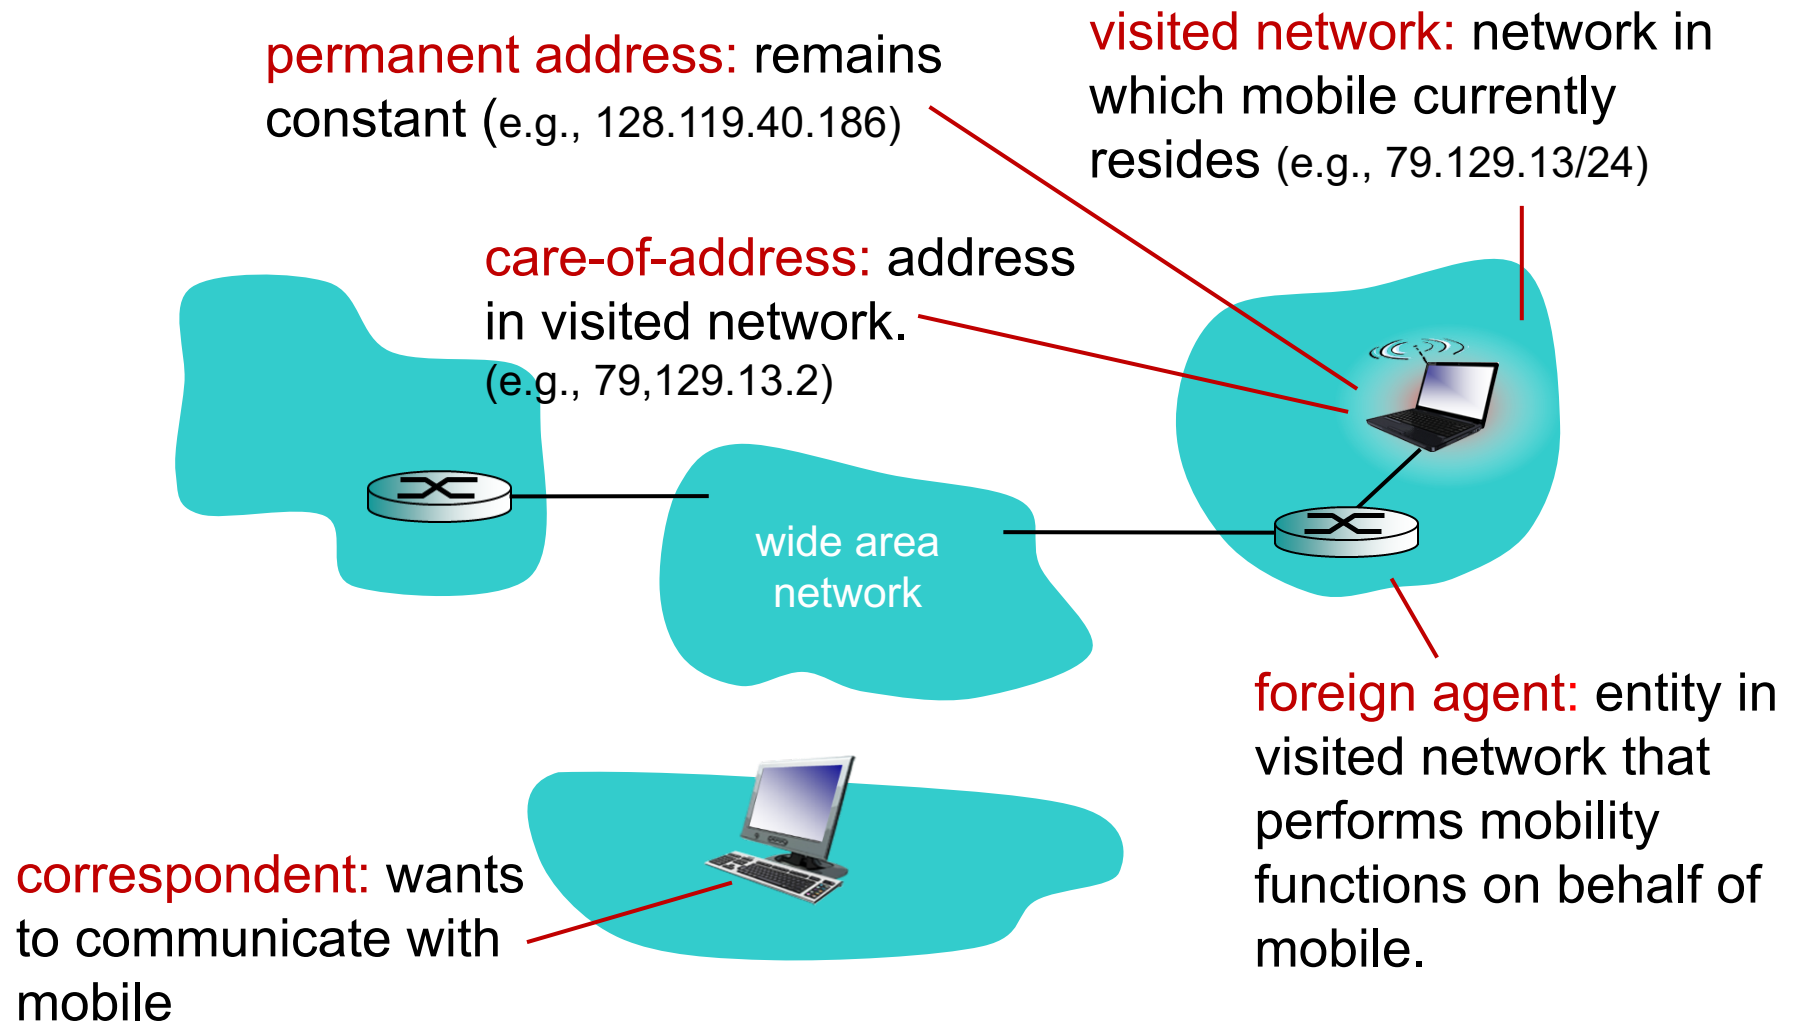 permanent address: remains
constant (e.g., 128.119.40.186)
visited network: network in
which mobile currently
resides (e.g., 79.129.13/24)
care-of-address: address
in visited network.
(e.g., 79,129.13.2)
wide area
network
foreign agent: entity in
visited network that
performs mobility
functions on behalf of
mobile.
correspondent: wants
to communicate with
mobile